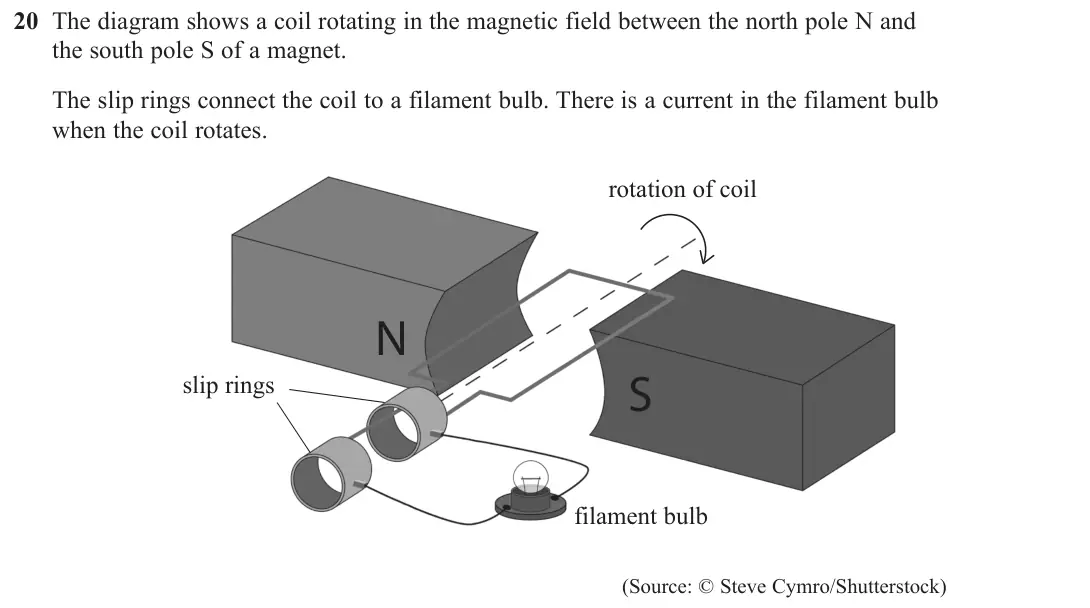 20 The diagram shows a coil rotating in the magnetic field between the north pole N and
the south pole S of a magnet.
The slip rings connect the coil to a filament bulb. There is a current in the filament bulb
when the coil rotates.
rotation of coil
N
slip rings
S
filament bulb
(Source: © Steve Cymro/Shutterstock)